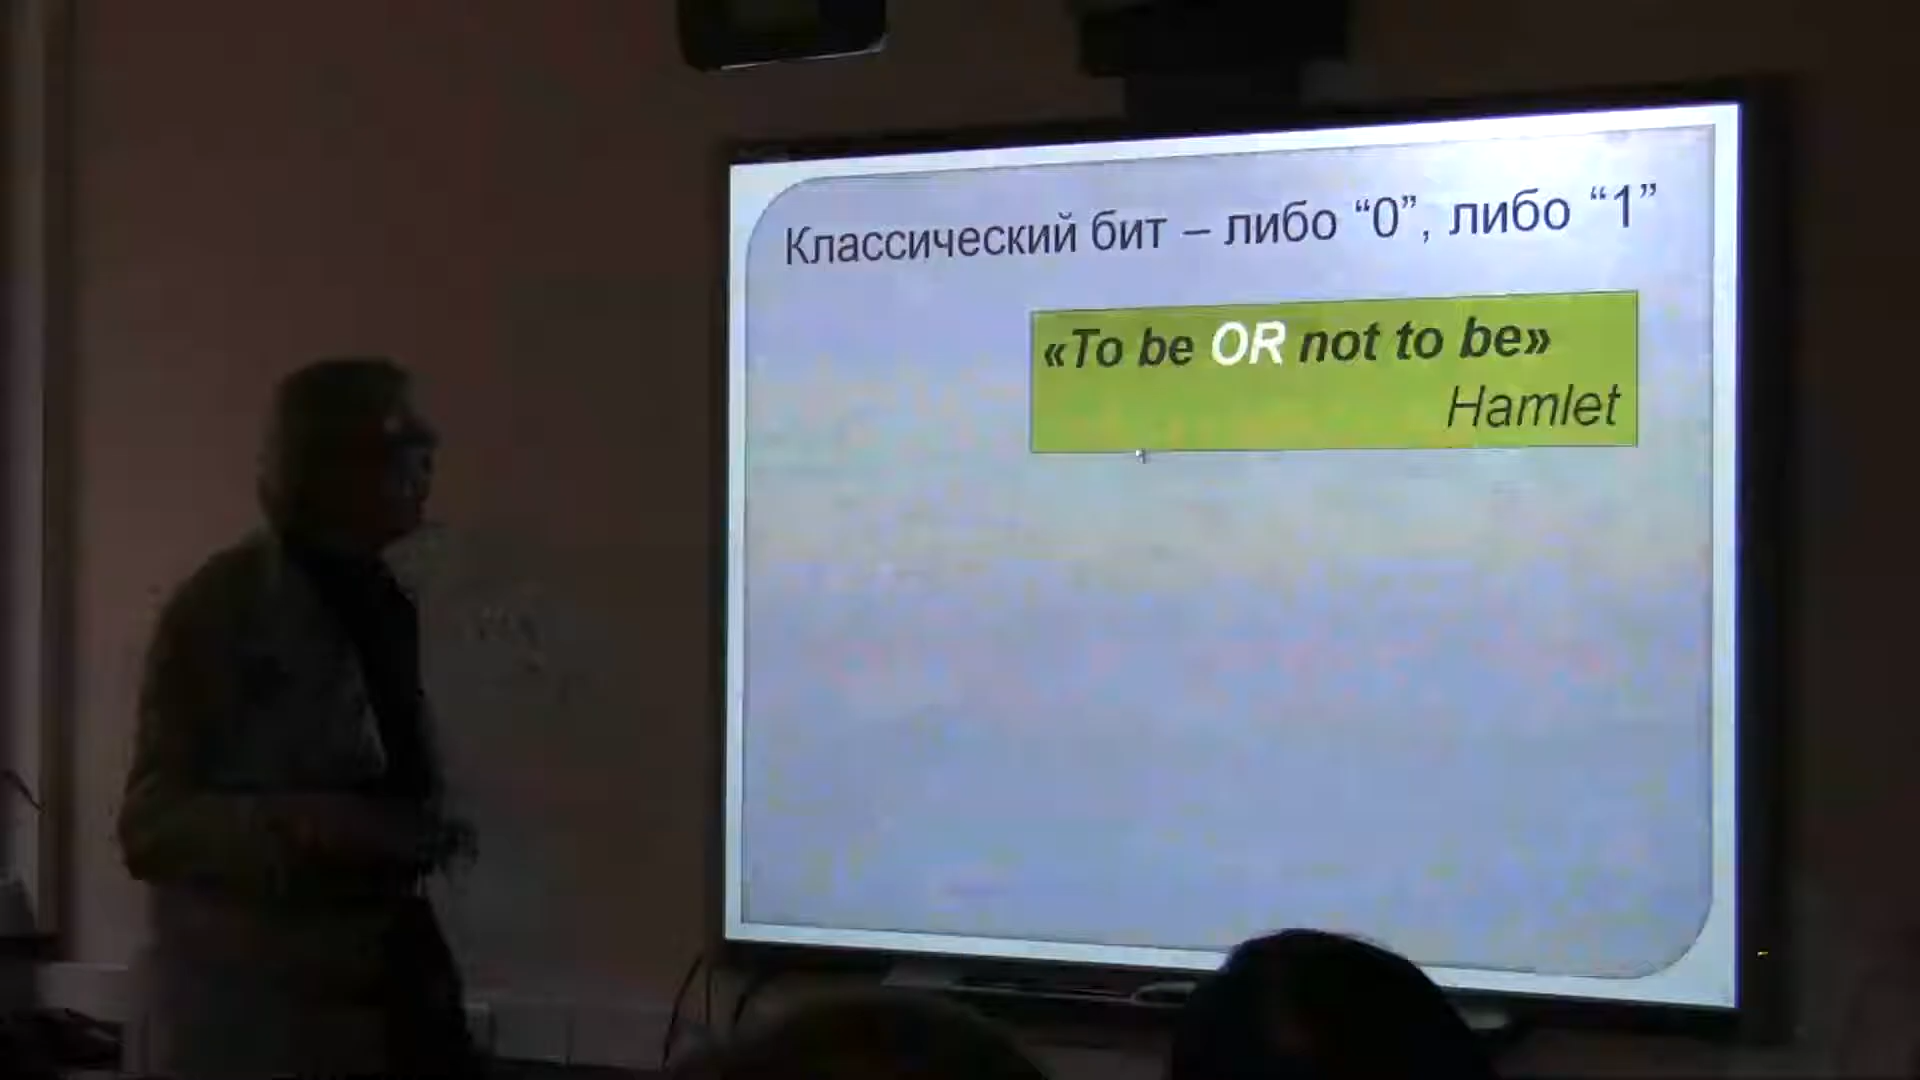 Классический бит – либо “0”, либо “1”
«To be OR not to be»
Hamlet